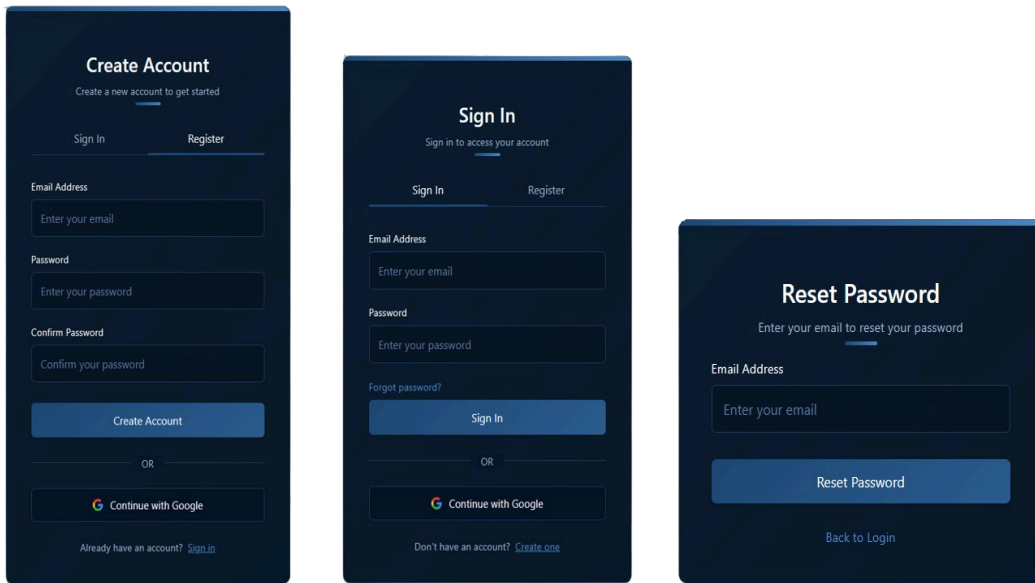 Create Account
Create a new account to get started
Sign In Register
Email Address
Enter your email
Password
Enter your password
Confirm Password
Confirm your password
Create Account
OR
Continue with Google
Already have an account? Sign in
Sign In
Sign in to access your account
Sign In Register
Email Address
Enter your email
Password
Enter your password
Forgot password?
Sign In
OR
Continue with Google
Don't have an account? Create one
Reset Password
Enter your email to reset your password
Email Address
Enter your email
Reset Password
Back to Login